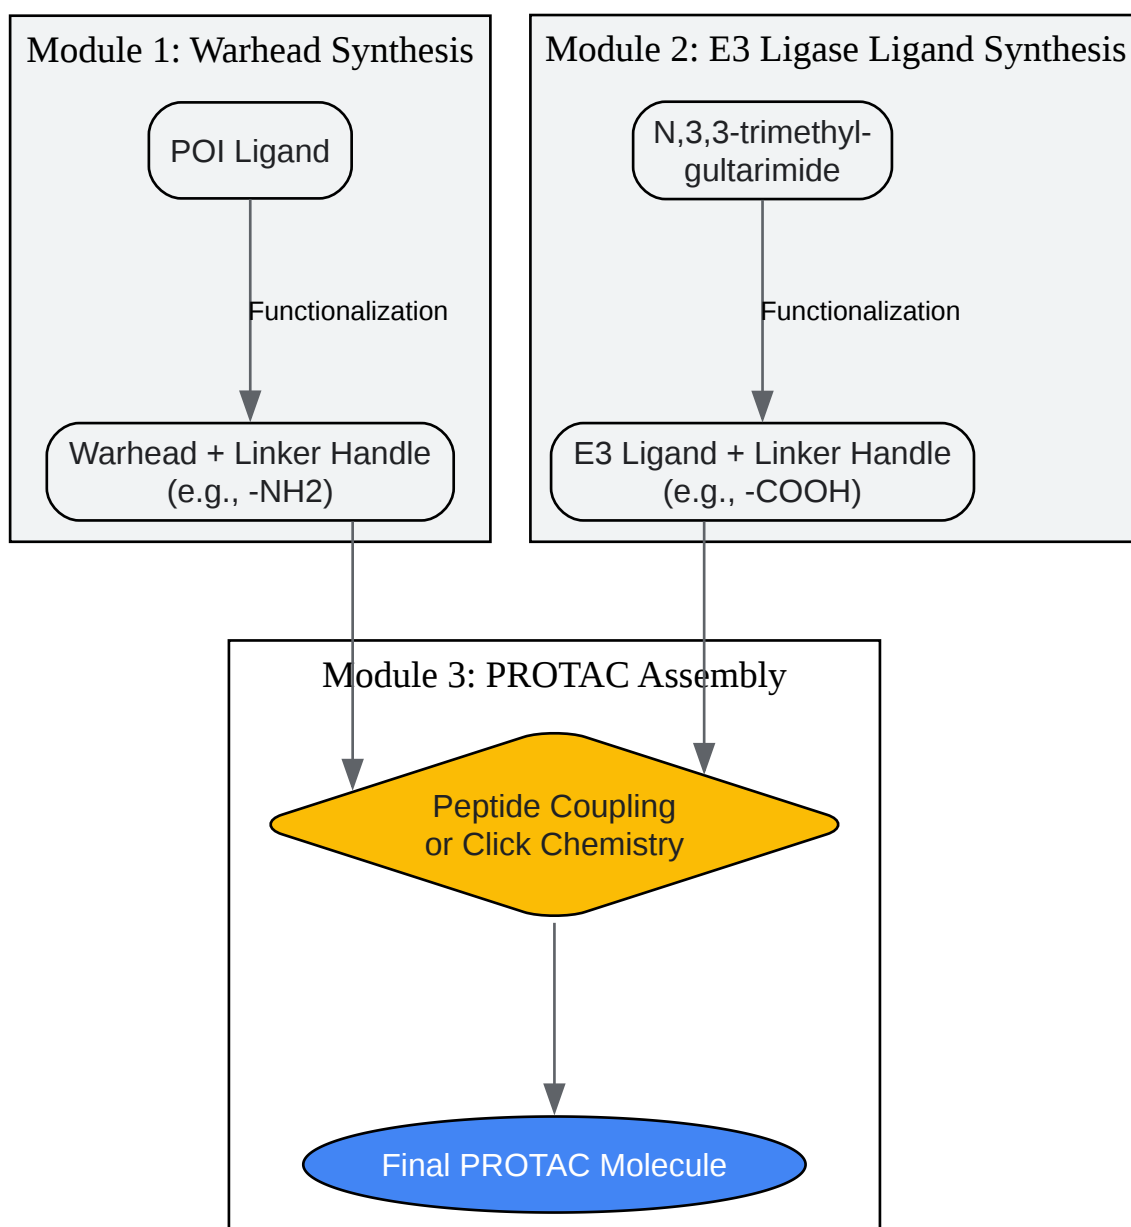 Module 1: Warhead Synthesis
POI Ligand
Functionalization
Warhead + Linker Handle
(e.g., -NH2)
Module 2: E3 Ligase Ligand Synthesis
N,3,3-trimethyl-
gultarimide
Functionalization
E3 Ligand + Linker Handle
(e.g., -COOH)
Module 3: PROTAC Assembly
Peptide Coupling
or Click Chemistry
Final PROTAC Molecule